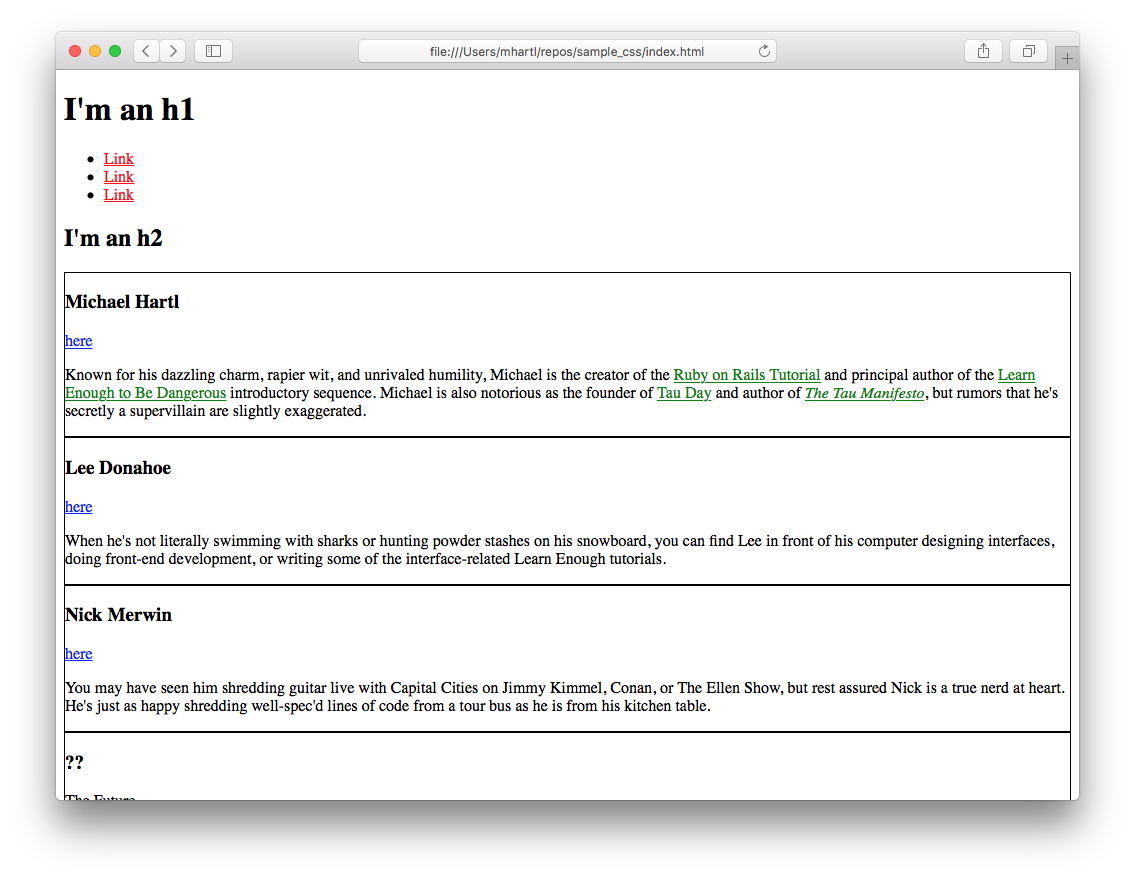 file:///Users/mhartl/repos/sample_css/index.html
I'm an h1
Link
Link
Link
I'm an h2
Michael Hartl
here
Known for his dazzling charm, rapier wit, and unrivaled humility, Michael is the creator of the Ruby on Rails Tutorial and principal author of the Learn
Enough to Be Dangerous introductory sequence. Michael is also notorious as the founder of Tau Day and author of The Tau Manifesto, but rumors that he's
secretly a supervillain are slightly exaggerated.
Lee Donahoe
here
When he's not literally swimming with sharks or hunting powder stashes on his snowboard, you can find Lee in front of his computer designing interfaces,
doing front-end development, or writing some of the interface-related Learn Enough tutorials.
Nick Merwin
here
You may have seen him shredding guitar live with Capital Cities on Jimmy Kimmel, Conan, or The Ellen Show, but rest assured Nick is a true nerd at heart.
He's just as happy shredding well-spec'd lines of code from a tour bus as he is from his kitchen table.
??
The Future